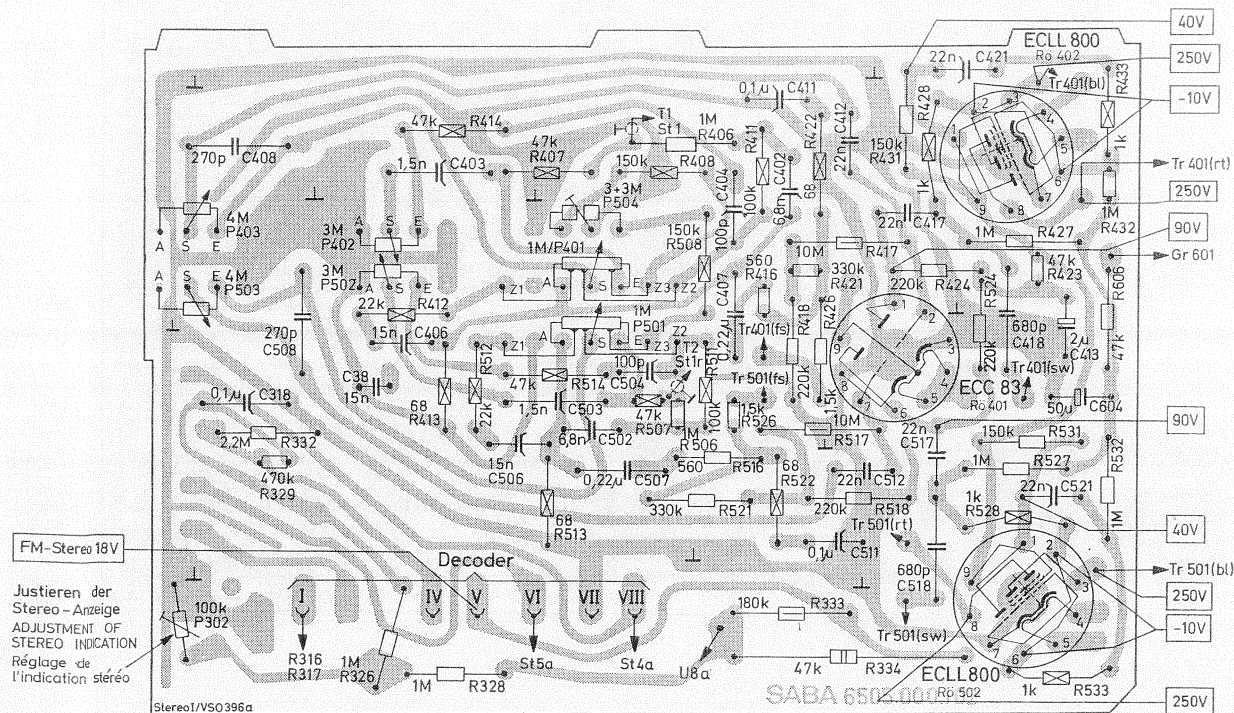 40V
ECLL 800
Rö 402
22n C421
250V
Tr 401(bl)
R433
0,1µ C411
-10V
C412
R428
R422
47k R414
T1
St1
1M
R406
R411
22n
150k
R431
1k
270p C408
1,5n C403
47k
R407
150k
R408
C404
C402
68
Tr 401(rt)
3+3M
P504
100k
6,8n
1k
250V
4M
P403
3M
P402
A S E
A S E
100p
22n C417
1M R427
1M
R432
90V
1M/P401
150k
R508
10M R417
Gr 601
4M
P503
A S E
3M
P502
A S E
560
R416
330k
R421
220k R424
R524
47k
R423
R606
22k R412
Z1 A S E Z3 Z2
1M
P501
C407
R418
R426
270p
C508
15n C406
R512
Z1 A S E Z3 Z2
T2
St1r
R511
0,22µ
Tr401(fs)
680p
C418
2µ
C413
47k
100p
C504
220k
Tr401(sw)
C38
15n
47k R514
Tr 501(fs)
220k
1,5k
ECC 83
Rö 401
0,1µ C318
68
R413
22k
1,5n C503
47k
R507
100k
1,5k
R526
50µ C604
2,2M R332
6,8n C502
1M
R506
10M
R517
22n
C517
150k R531
R532
90V
15n
C506
560 R516
68
R522
1M R527
470k
R329
0,22µ C507
22n C512
22n C521
330k R521
220k R518
1k
R528
1M
68
R513
Tr 501(rt)
40V
FM-Stereo 18V
Decoder
0,1µ C511
680p
C518
Tr 501(bl)
Justieren der
Stereo-Anzeige
ADJUSTMENT OF
STEREO INDICATION
Réglage de
l'indication stéréo
100k
P302
I IV V VI VII VIII
250V
180k R333
-10V
R316
R317
1M
R326
St5a
St4a
U8a
Tr 501(sw)
1M R328
47k R334
ECLL800
Rö 502
1k R533
SABA 6505.000.02
250V
StereoI/VSO396a